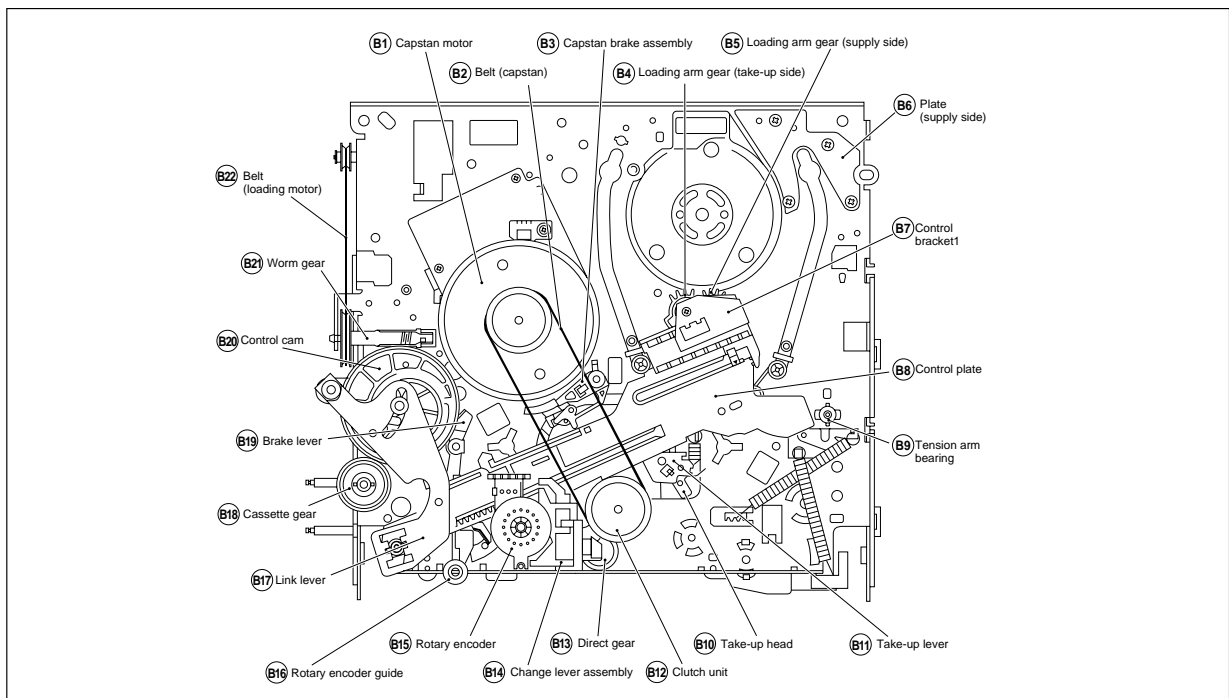 B1 Capstan motor
B2 Belt (capstan)
B3 Capstan brake assembly
B4 Loading arm gear (take-up side)
B5 Loading arm gear (supply side)
B6 Plate
(supply side)
B7 Control
bracket1
B8 Control plate
B9 Tension arm
bearing
B10 Take-up head
B11 Take-up lever
B12 Clutch unit
B13 Direct gear
B14 Change lever assembly
B15 Rotary encoder
B16 Rotary encoder guide
B17 Link lever
B18 Cassette gear
B19 Brake lever
B20 Control cam
B21 Worm gear
B22 Belt
(loading motor)